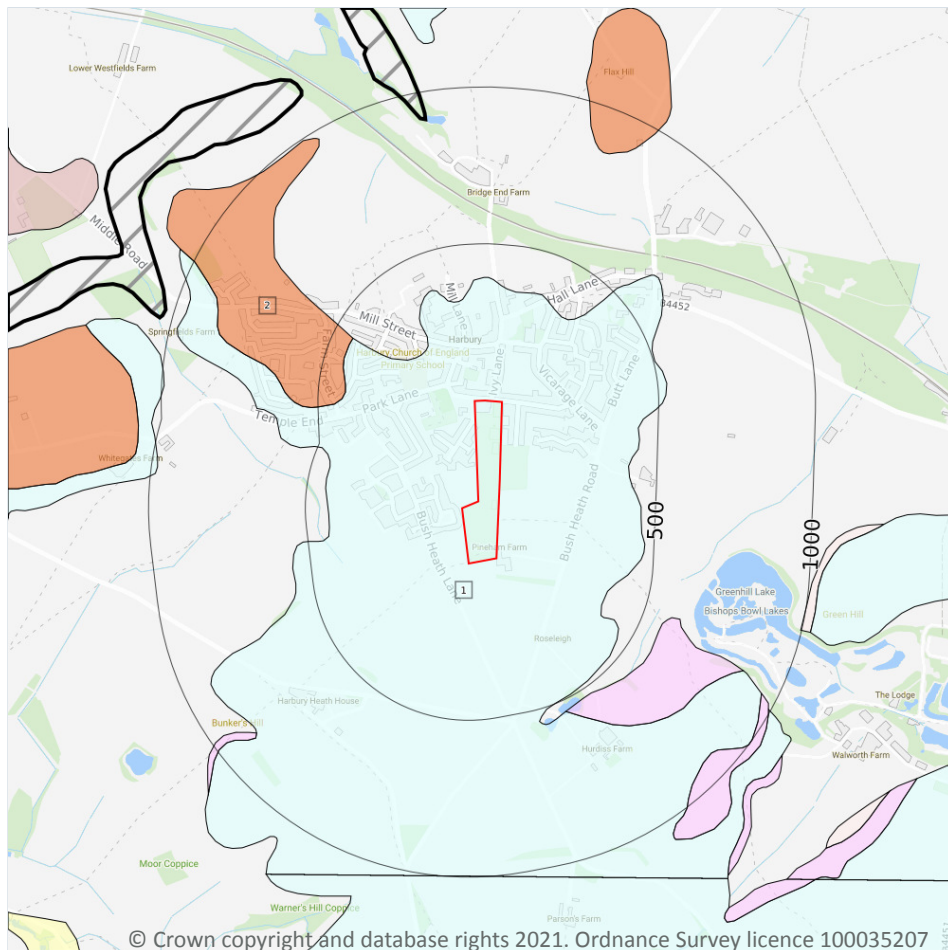 Lower Westfields Farm
Flax Hill
Bridge End Farm
Middle Road
Hall Lane
B4452
Mill Lane
Mill Street
2
Springfields Farm
Farm Street
Harbury
Harbury Church of England
Primary School
Ivy Lane
Vicarage Lane
Butt Lane
Park Lane
Temple End
Whitegates Farm
Bush Heath Road
500
1000
Bush Heath Lane
Pineham Farm
1
Greenhill Lake
Bishops Bowl Lakes
Green Hill
Roseleigh
Harbury Heath House
The Lodge
Bunker's Hill
Hurdiss Farm
Walworth Farm
Moor Coppice
Warner's Hill Coppice
Parson's Farm
© Crown copyright and database rights 2021. Ordnance Survey licence 100035207